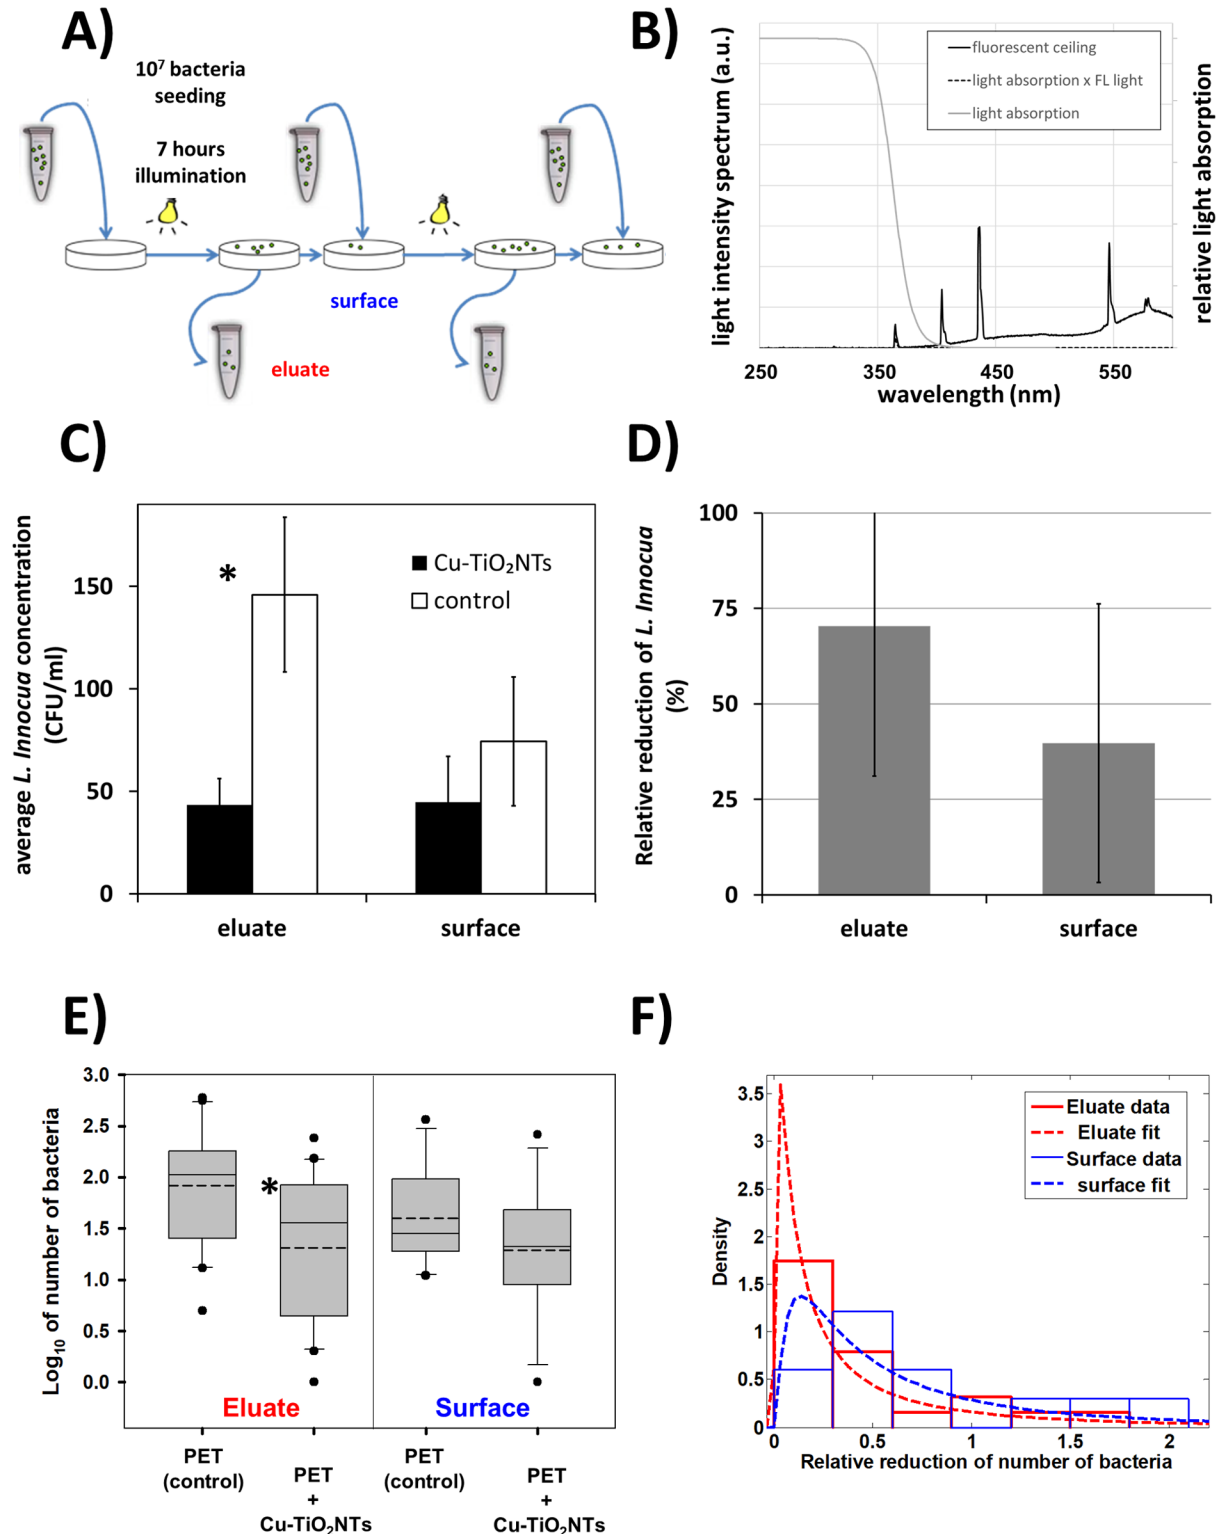 A)
10⁷ bacteria
seeding
7 hours
illumination
surface
eluate
B)
light intensity spectrum (a.u.)
fluorescent ceiling
light absorption x FL light
light absorption
relative light absorption
250
350
450
550
wavelength (nm)
C)
average L. Innocua concentration
(CFU/ml)
150
100
50
0
*
Cu-TiO₂NTs
control
eluate
surface
D)
Relative reduction of L. Innocua
(%)
100
75
50
25
0
eluate
surface
E)
Log₁₀ of number of bacteria
3.0
2.5
2.0
1.5
1.0
0.5
0.0
*
Eluate
Surface
PET
(control)
PET
+
Cu-TiO₂NTs
PET
(control)
PET
+
Cu-TiO₂NTs
F)
Density
3.5
3
2.5
2
1.5
1
0.5
0
Eluate data
Eluate fit
Surface data
surface fit
0
0.5
1
1.5
2
Relative reduction of number of bacteria